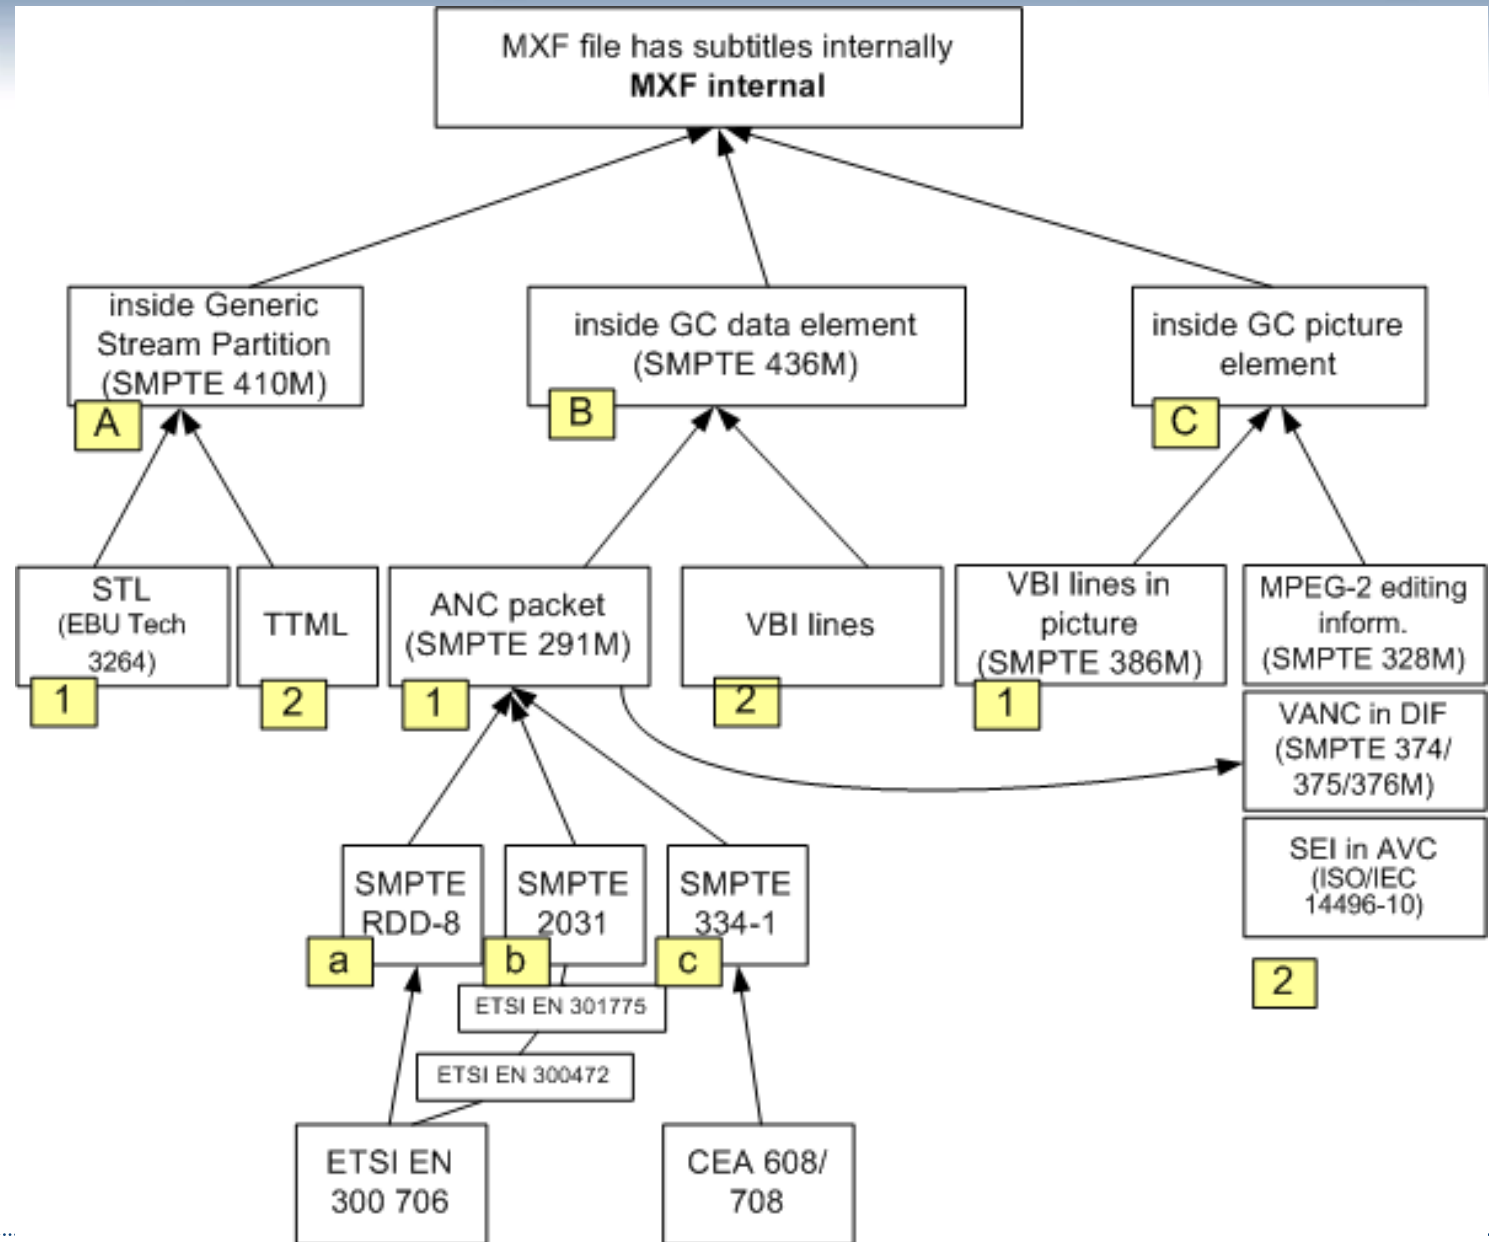 MXF file has subtitles internally
MXF internal
inside Generic
Stream Partition
(SMPTE 410M)
A
inside GC data element
(SMPTE 436M)
B
inside GC picture
element
C
STL
(EBU Tech
3264)
1
TTML
2
ANC packet
(SMPTE 291M)
1
VBI lines
2
VBI lines in
picture
(SMPTE 386M)
1
MPEG-2 editing
inform.
(SMPTE 328M)
VANC in DIF
(SMPTE 374/
375/376M)
SEI in AVC
(ISO/IEC
14496-10)
2
SMPTE
RDD-8
a
SMPTE
2031
b
SMPTE
334-1
c
ETSI EN 301775
ETSI EN 300472
ETSI EN
300 706
CEA 608/
708